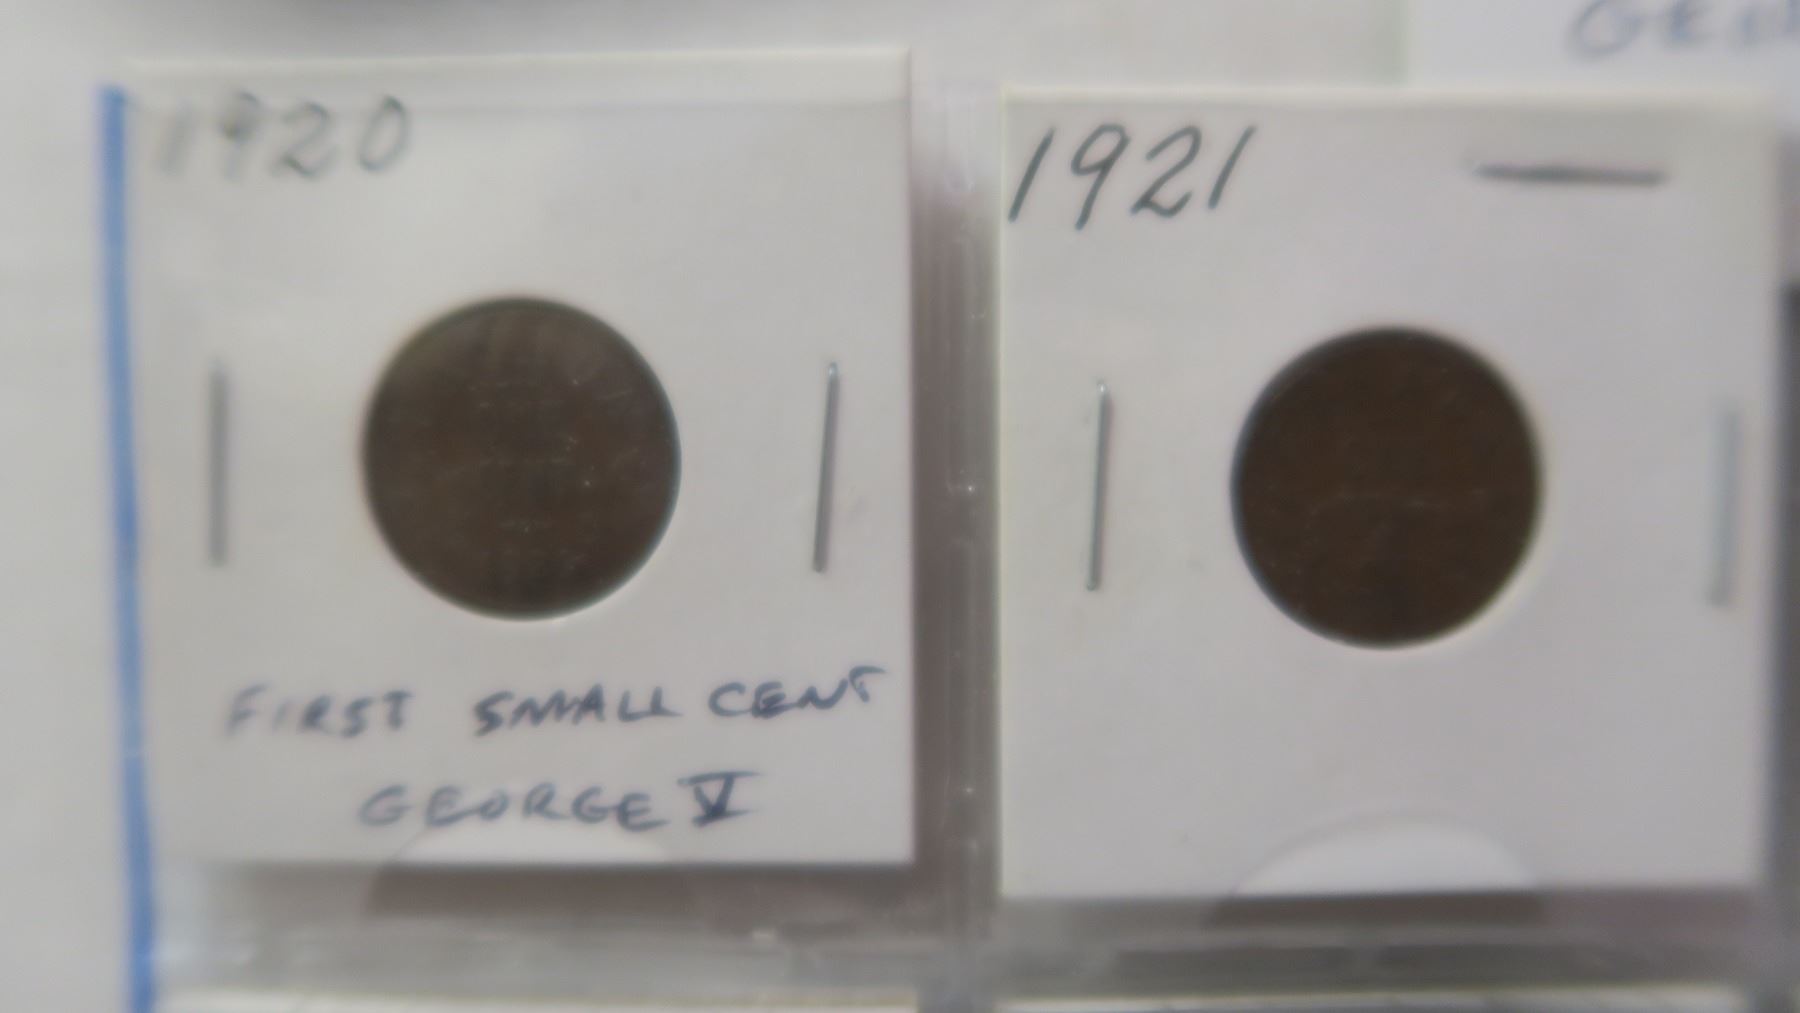 1920
FIRST SMALL CENT
GEORGE V
1921